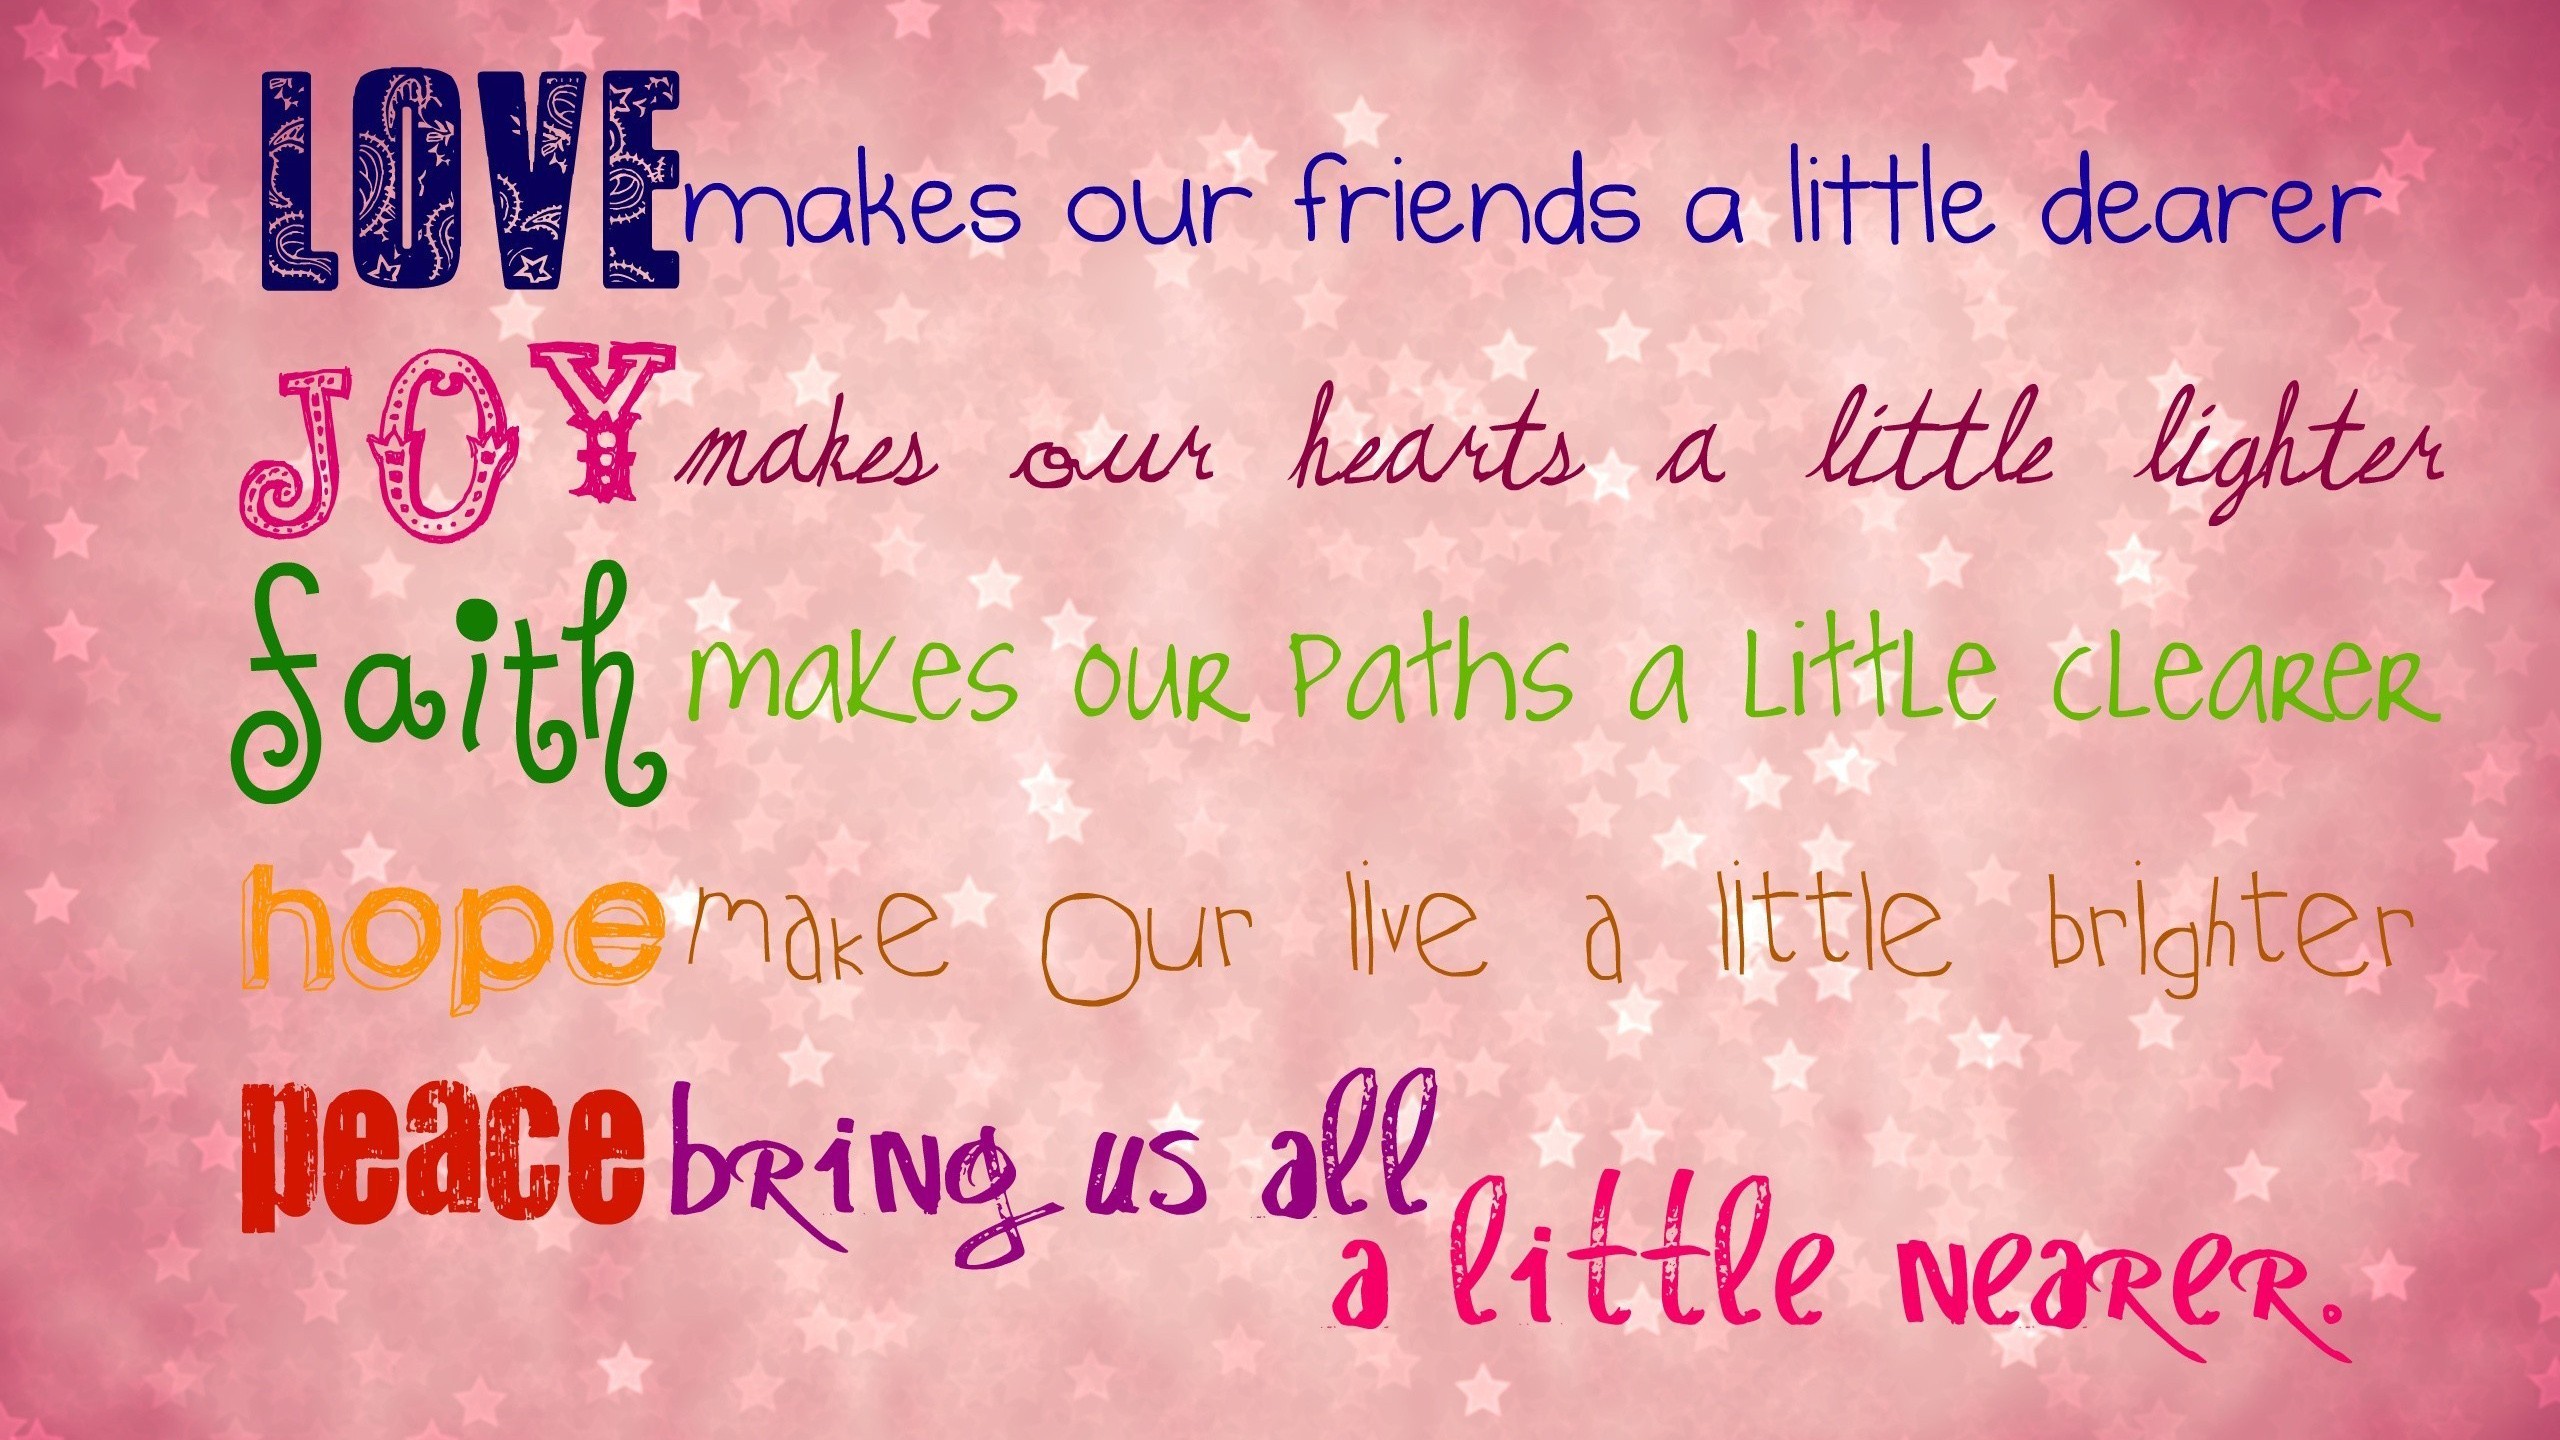 LOVE makes our friends a little dearer
JOY makes our hearts a little lighter
faith makes our paths a little clearer
hope make our live a little brighter
peace bring us all
a little nearer.